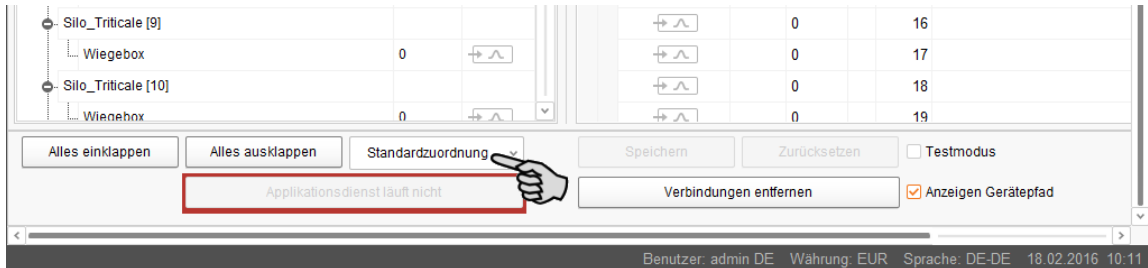 Silo_Triticale [9] 0 16
Wiegebox 0 0 17
Silo_Triticale [10] 0 18
Wiegebox 0 0 19
Alles einklappen Alles ausklappen Standardzuordnung Speichern Zurücksetzen Testmodus
Applikationsdienst läuft nicht Verbindungen entfernen Anzeigen Gerätepfad
Benutzer: admin DE Währung: EUR Sprache: DE-DE 18.02.2016 10:11